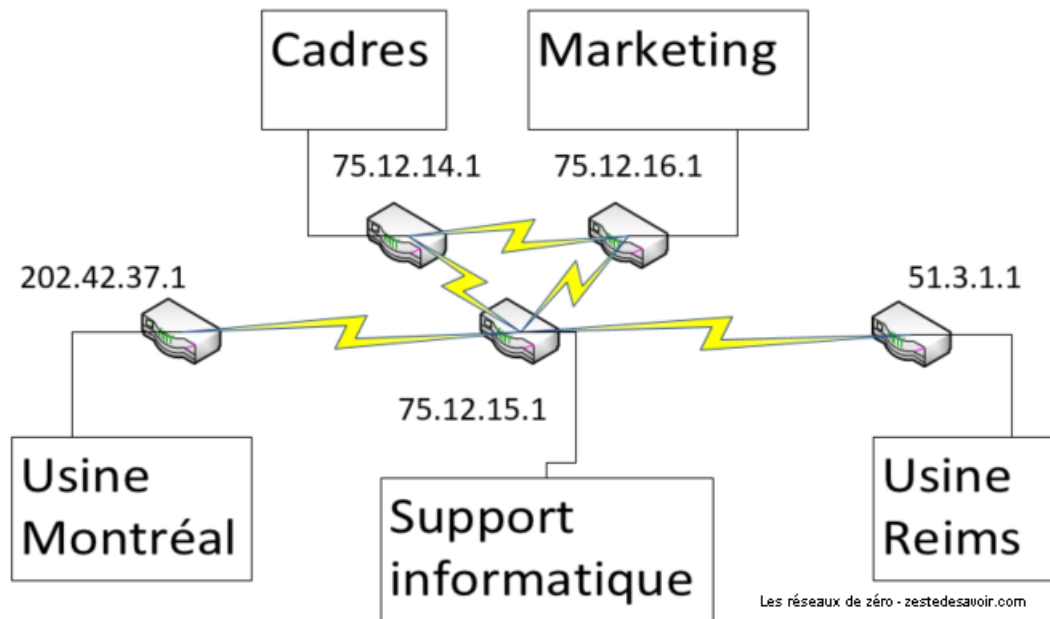 Cadres
Marketing
75.12.14.1
75.12.16.1
202.42.37.1
51.3.1.1
75.12.15.1
Usine
Montréal
Support
informatique
Usine
Reims
Les réseaux de zéro - zestedesavoir.com